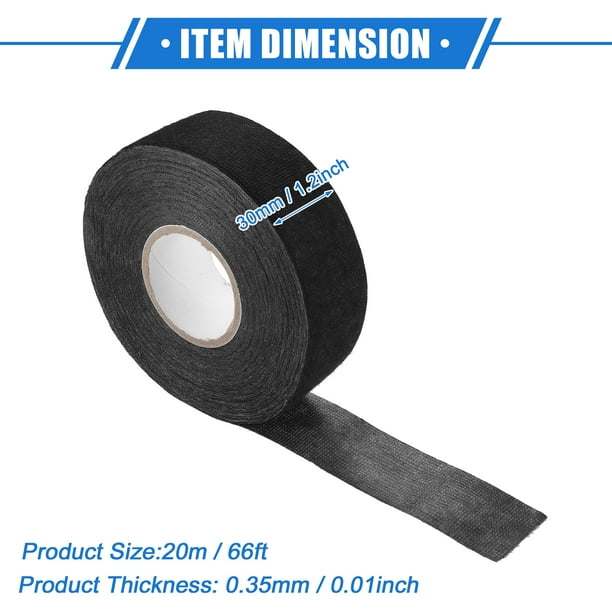 • ITEM DIMENSION •
30mm / 1.2inch
Product Size:20m / 66ft
Product Thickness: 0.35mm / 0.01inch